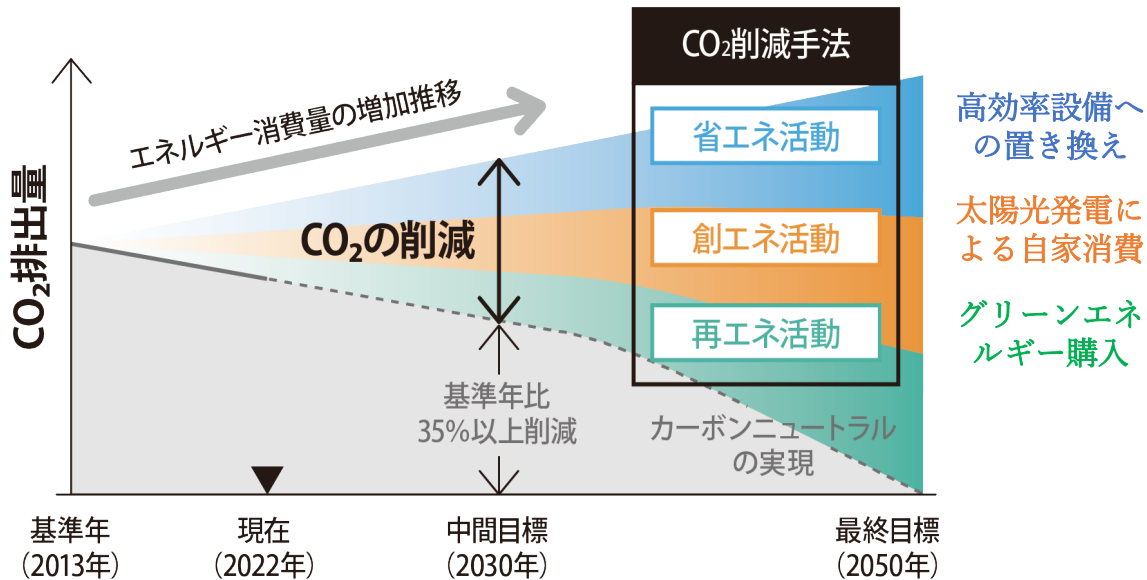 CO₂削減手法
エネルギー消費量の増加推移
省エネ活動
高効率設備へ
の置き換え
CO₂排出量
CO₂の削減
創エネ活動
太陽光発電に
よる自家消費
再エネ活動
グリーンエネ
ルギー購入
基準年比
35%以上削減
カーボンニュートラル
の実現
基準年
(2013年)
現在
(2022年)
中間目標
(2030年)
最終目標
(2050年)